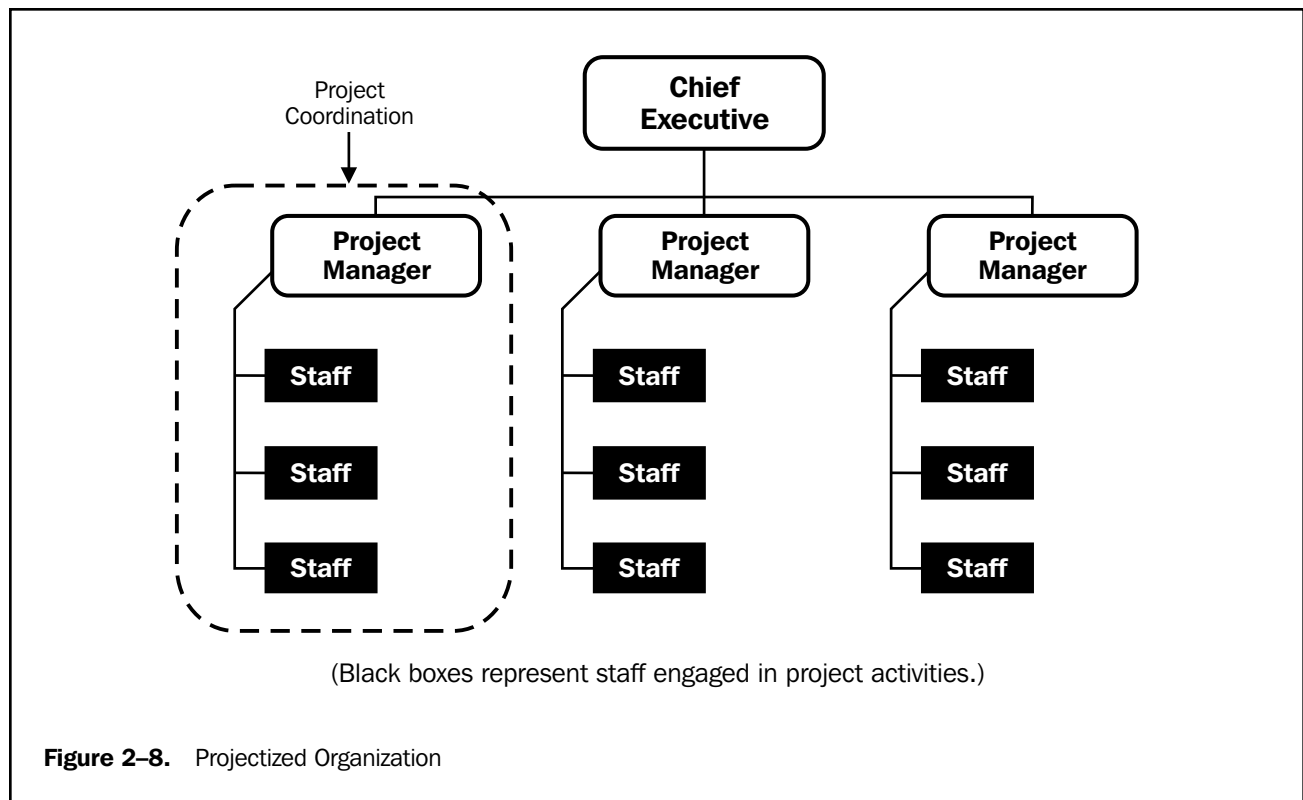 Project
Coordination
Chief
Executive
Project
Manager
Project
Manager
Project
Manager
Staff
Staff
Staff
Staff
Staff
Staff
Staff
Staff
Staff
(Black boxes represent staff engaged in project activities.)
Figure 2–8. Projectized Organization